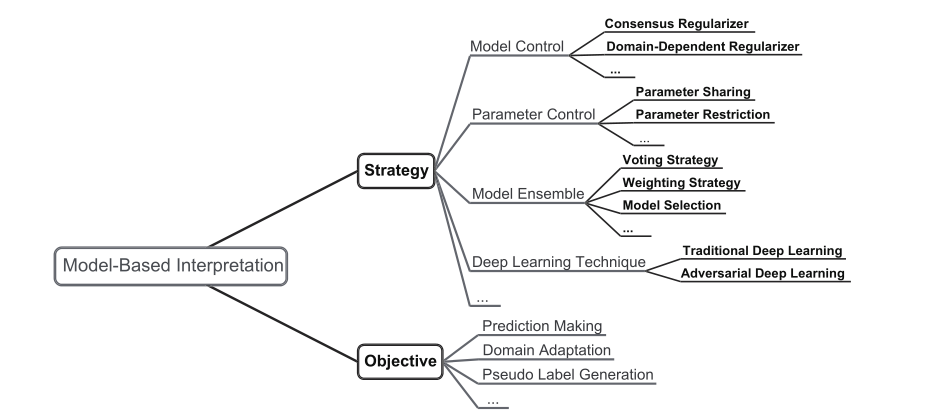 Model-Based Interpretation
Strategy
Model Control
Consensus Regularizer
Domain-Dependent Regularizer
...
Parameter Control
Parameter Sharing
Parameter Restriction
...
Model Ensemble
Voting Strategy
Weighting Strategy
Model Selection
...
Deep Learning Technique
Traditional Deep Learning
Adversarial Deep Learning
...
Objective
Prediction Making
Domain Adaptation
Pseudo Label Generation
...